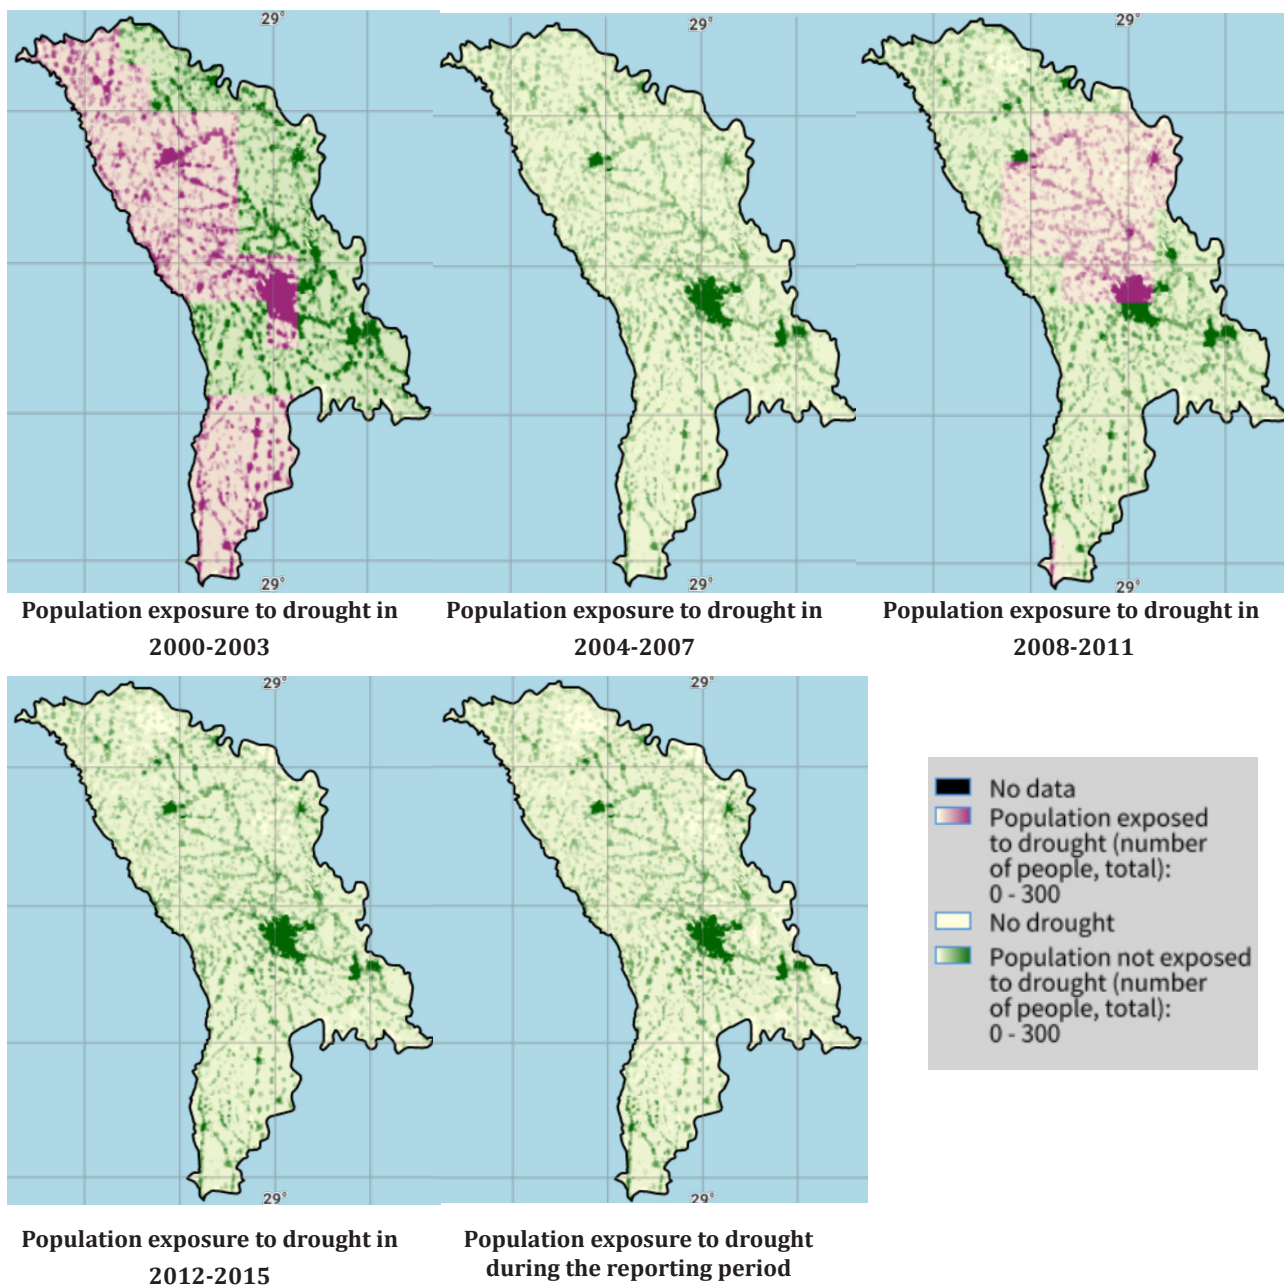 29°
29°
29°
29°
29°
Population exposure to drought in
2000-2003
Population exposure to drought in
2004-2007
Population exposure to drought in
2008-2011
29°
29°
29°
29°
No data
Population exposed
to drought (number
of people, total):
0 - 300
No drought
Population not exposed
to drought (number
of people, total):
0 - 300
Population exposure to drought in
2012-2015
Population exposure to drought
during the reporting period